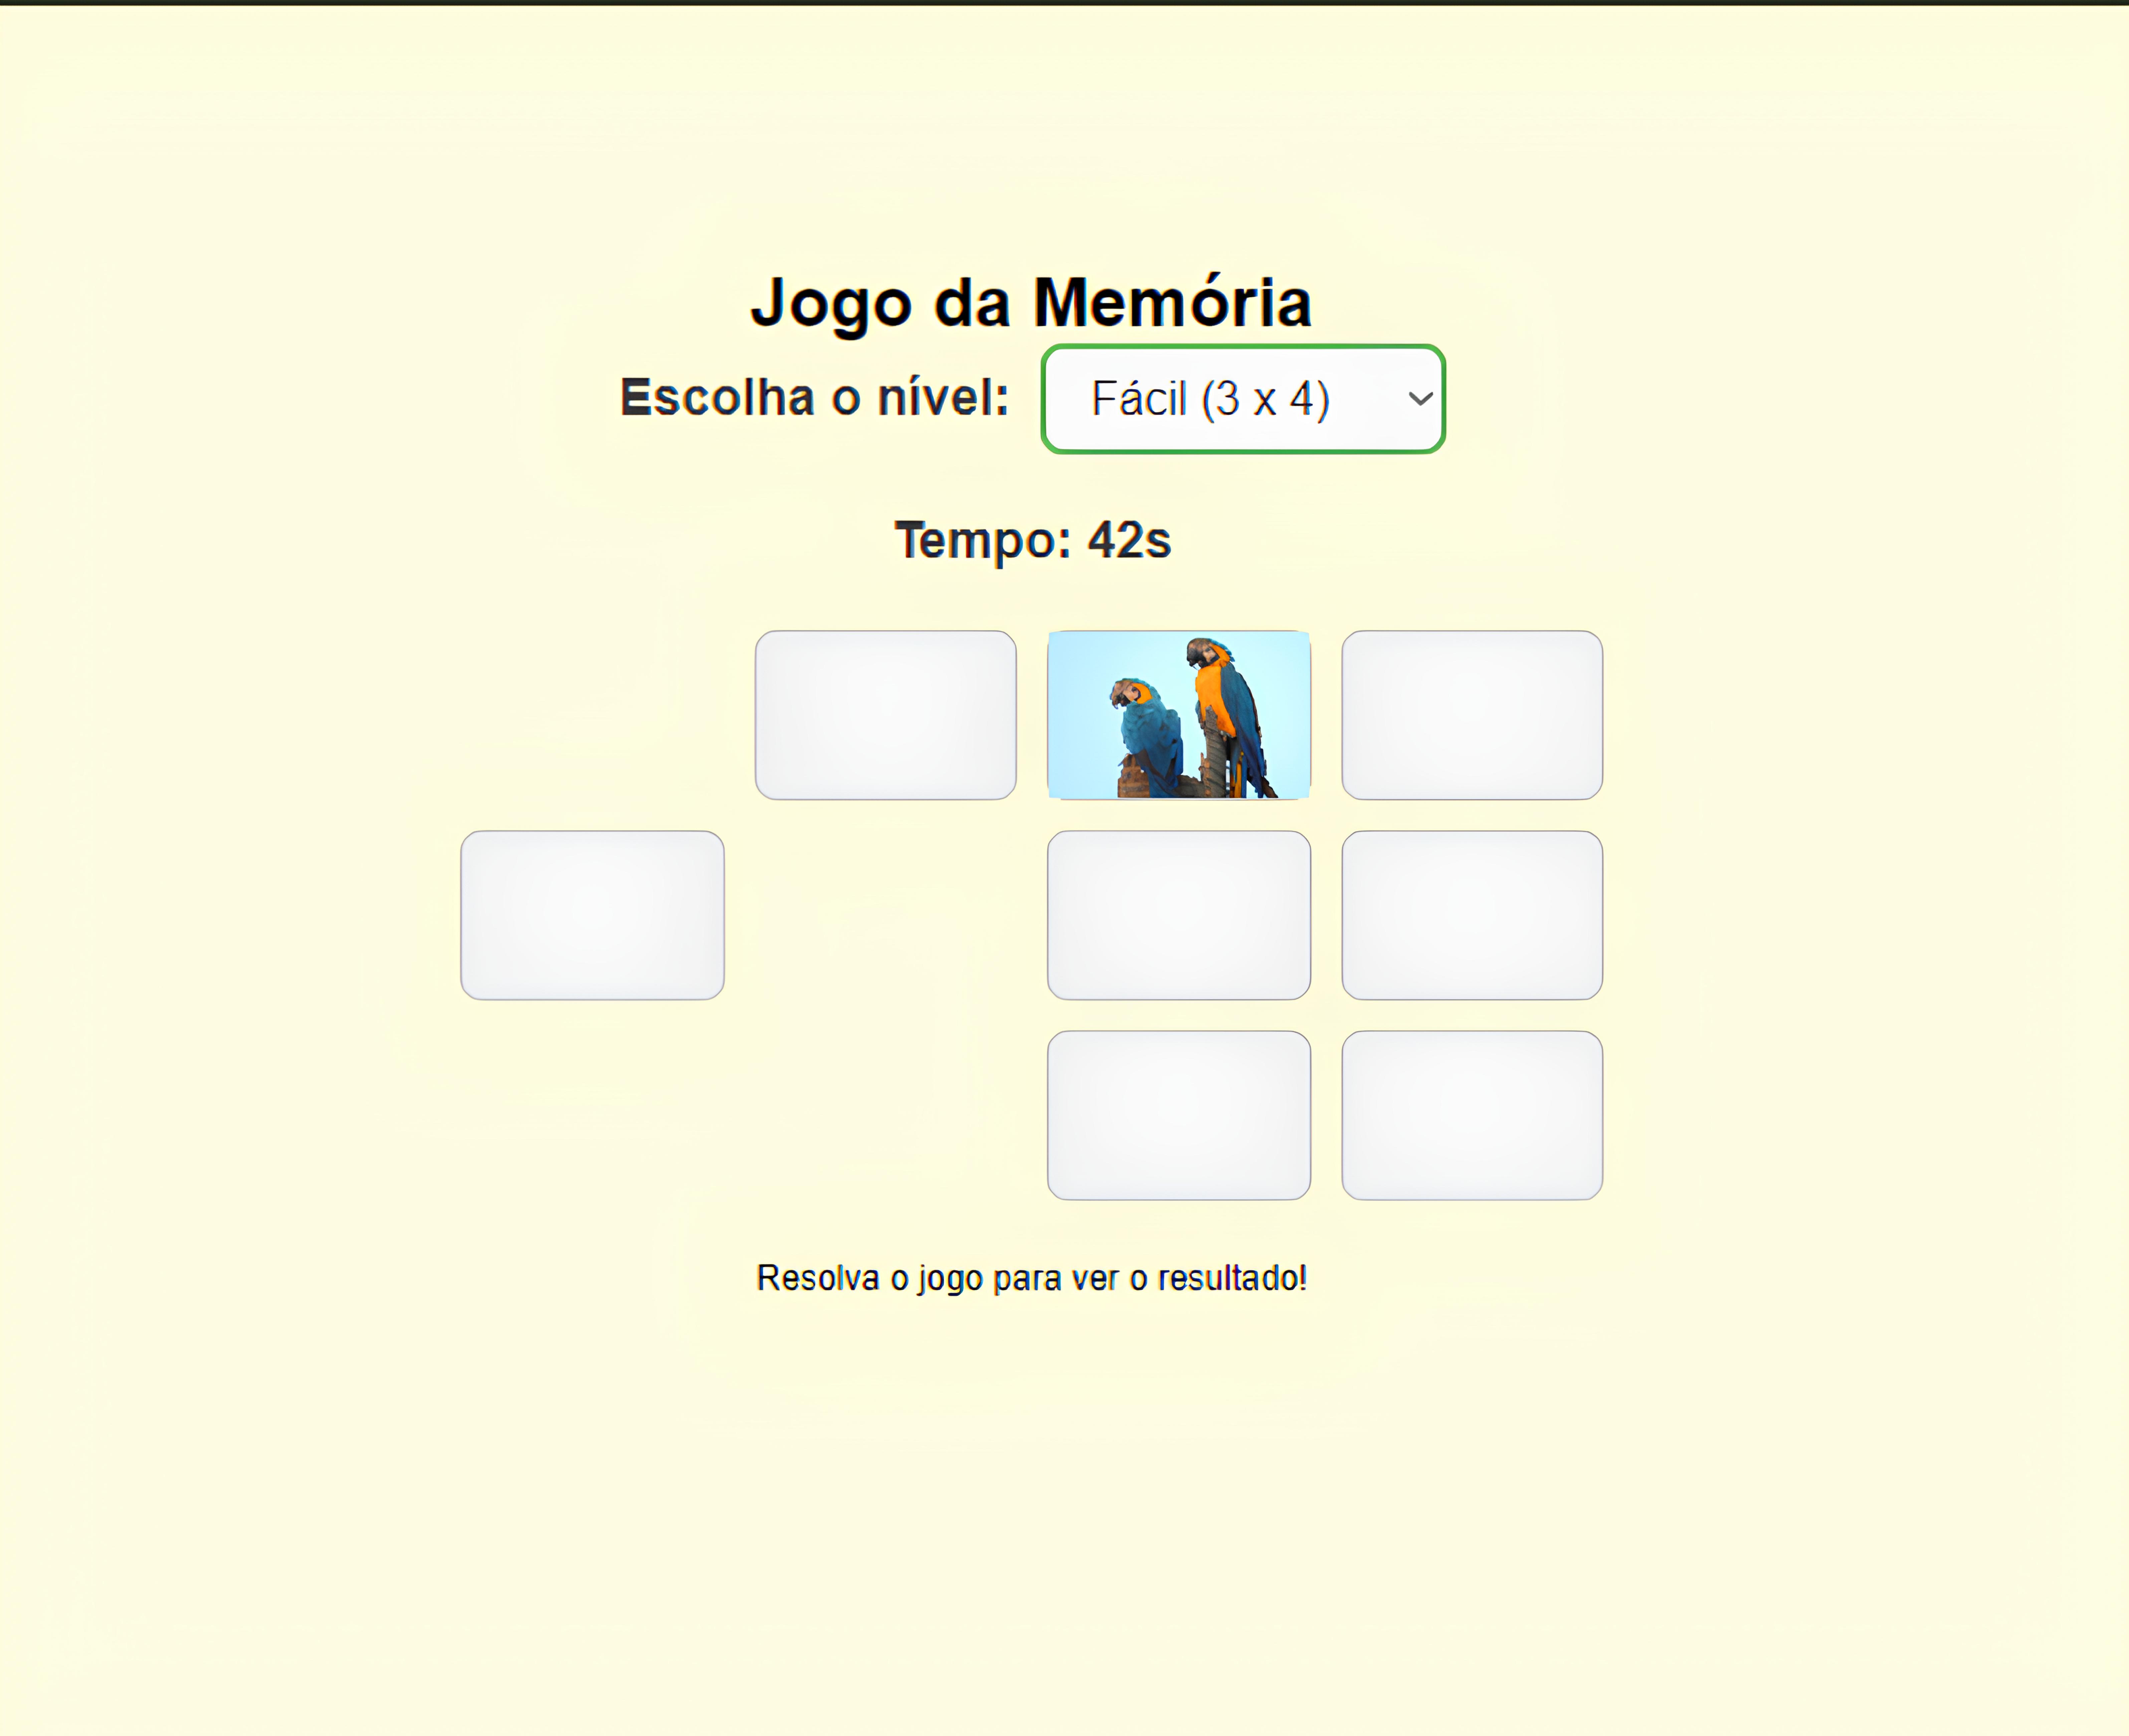 Jogo da Memória
Escolha o nível: Fácil (3 x 4)
Tempo: 42s
Resolva o jogo para ver o resultado!